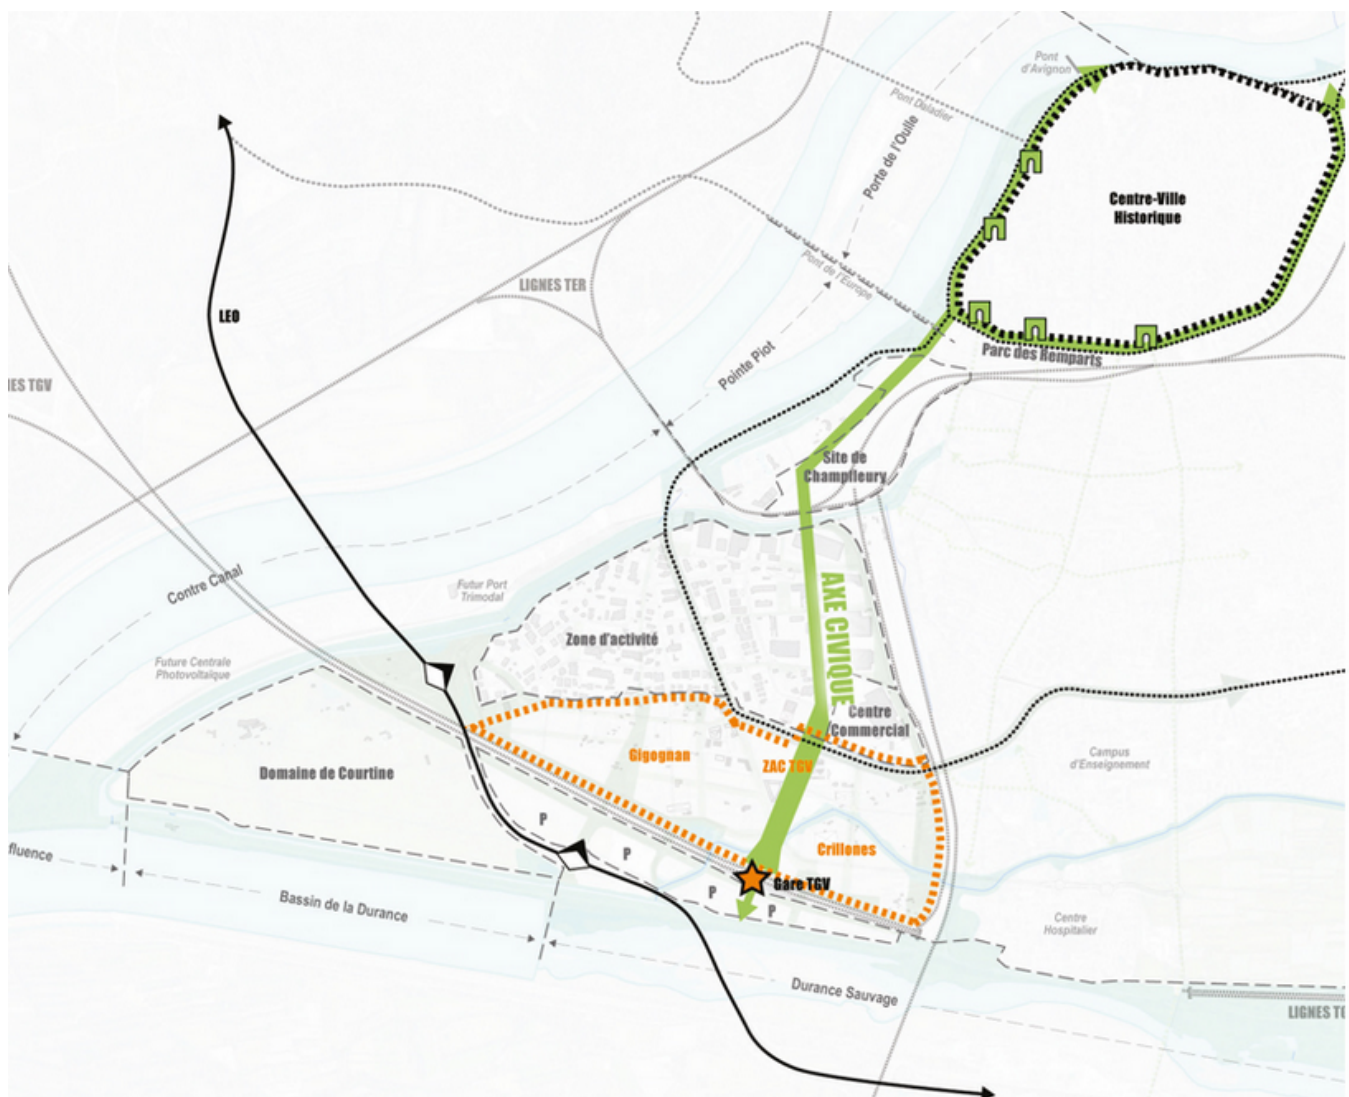 Pont
d'Avignon
Pont Daladier
Porte de l'Oulle
Centre-Ville
Historique
Pont de l'Europe
LIGNES TER
LEO
Parc des Remparts
Pointe Piot
NES TGV
Site de
Champfleury
Contre Canal
Futur Port
Trimodal
AXE CIVIQUE
Zone d'activité
Future Centrale
Photovoltaïque
Centre
Commercial
Gigognan
ZAC TGV
Campus
d'Enseignement
Domaine de Courtine
P
P
Crillones
fluence
Gare TGV
P
P
Bassin de la Durance
Centre
Hospitalier
Durance Sauvage
LIGNES TG